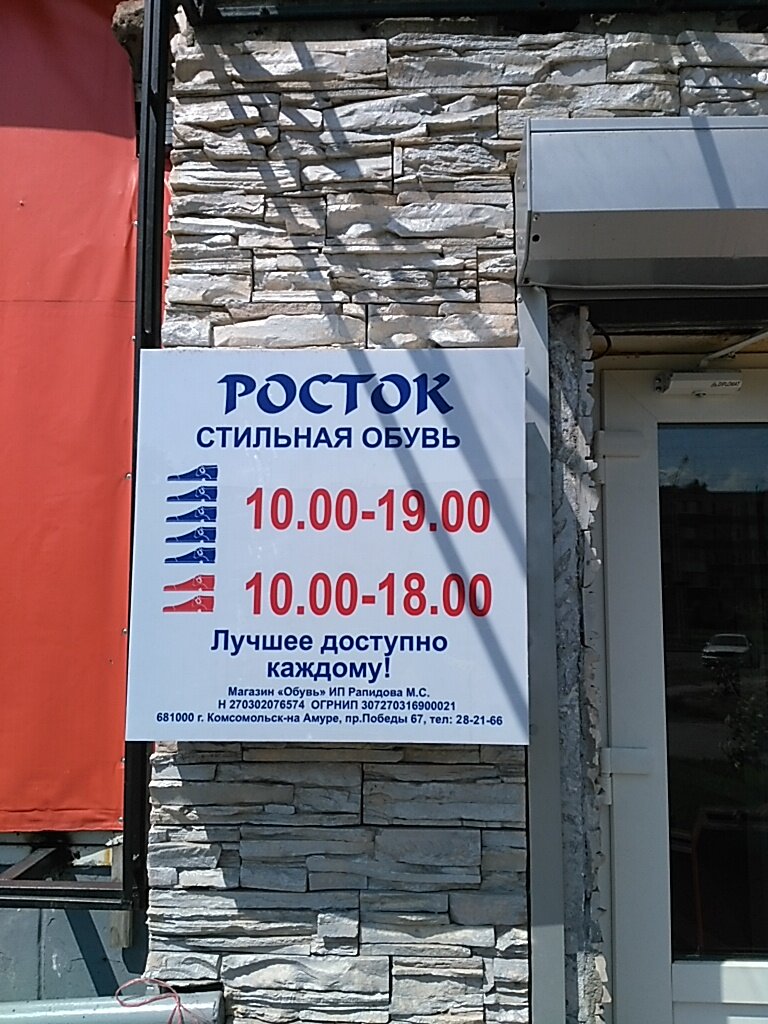 РОСТОК
СТИЛЬНАЯ ОБУВЬ
10.00-19.00
10.00-18.00
Лучшее доступно
каждому!
Магазин «Обувь» ИП Рапидова М.С.
Н 270302076574 ОГРНИП 307270316900021
681000 г. Комсомольск-на Амуре, пр.Победы 67, тел: 28-21-66
DIPLOMAT